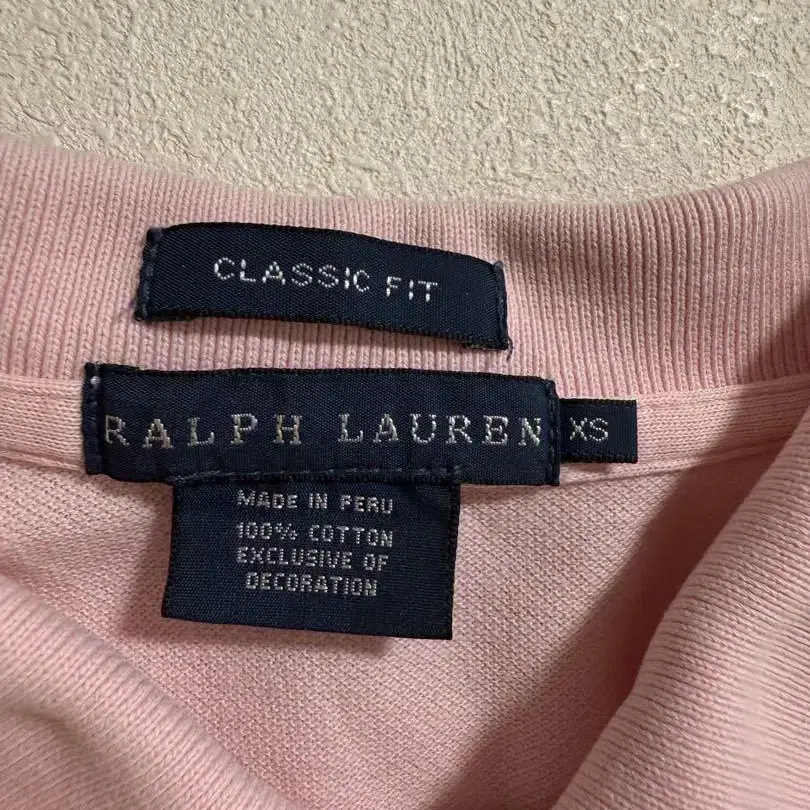 CLASSIC FIT
RALPH LAUREN
XS
MADE IN PERU
100% COTTON
EXCLUSIVE OF
DECORATION